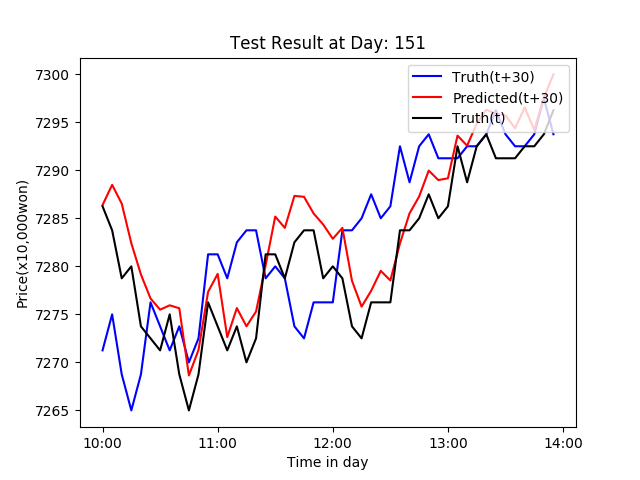 Test Result at Day: 151
Truth(t+30)
Predicted(t+30)
Truth(t)
Price(x10,000won)
7300
7295
7290
7285
7280
7275
7270
7265
10:00 11:00 12:00 13:00 14:00
Time in day